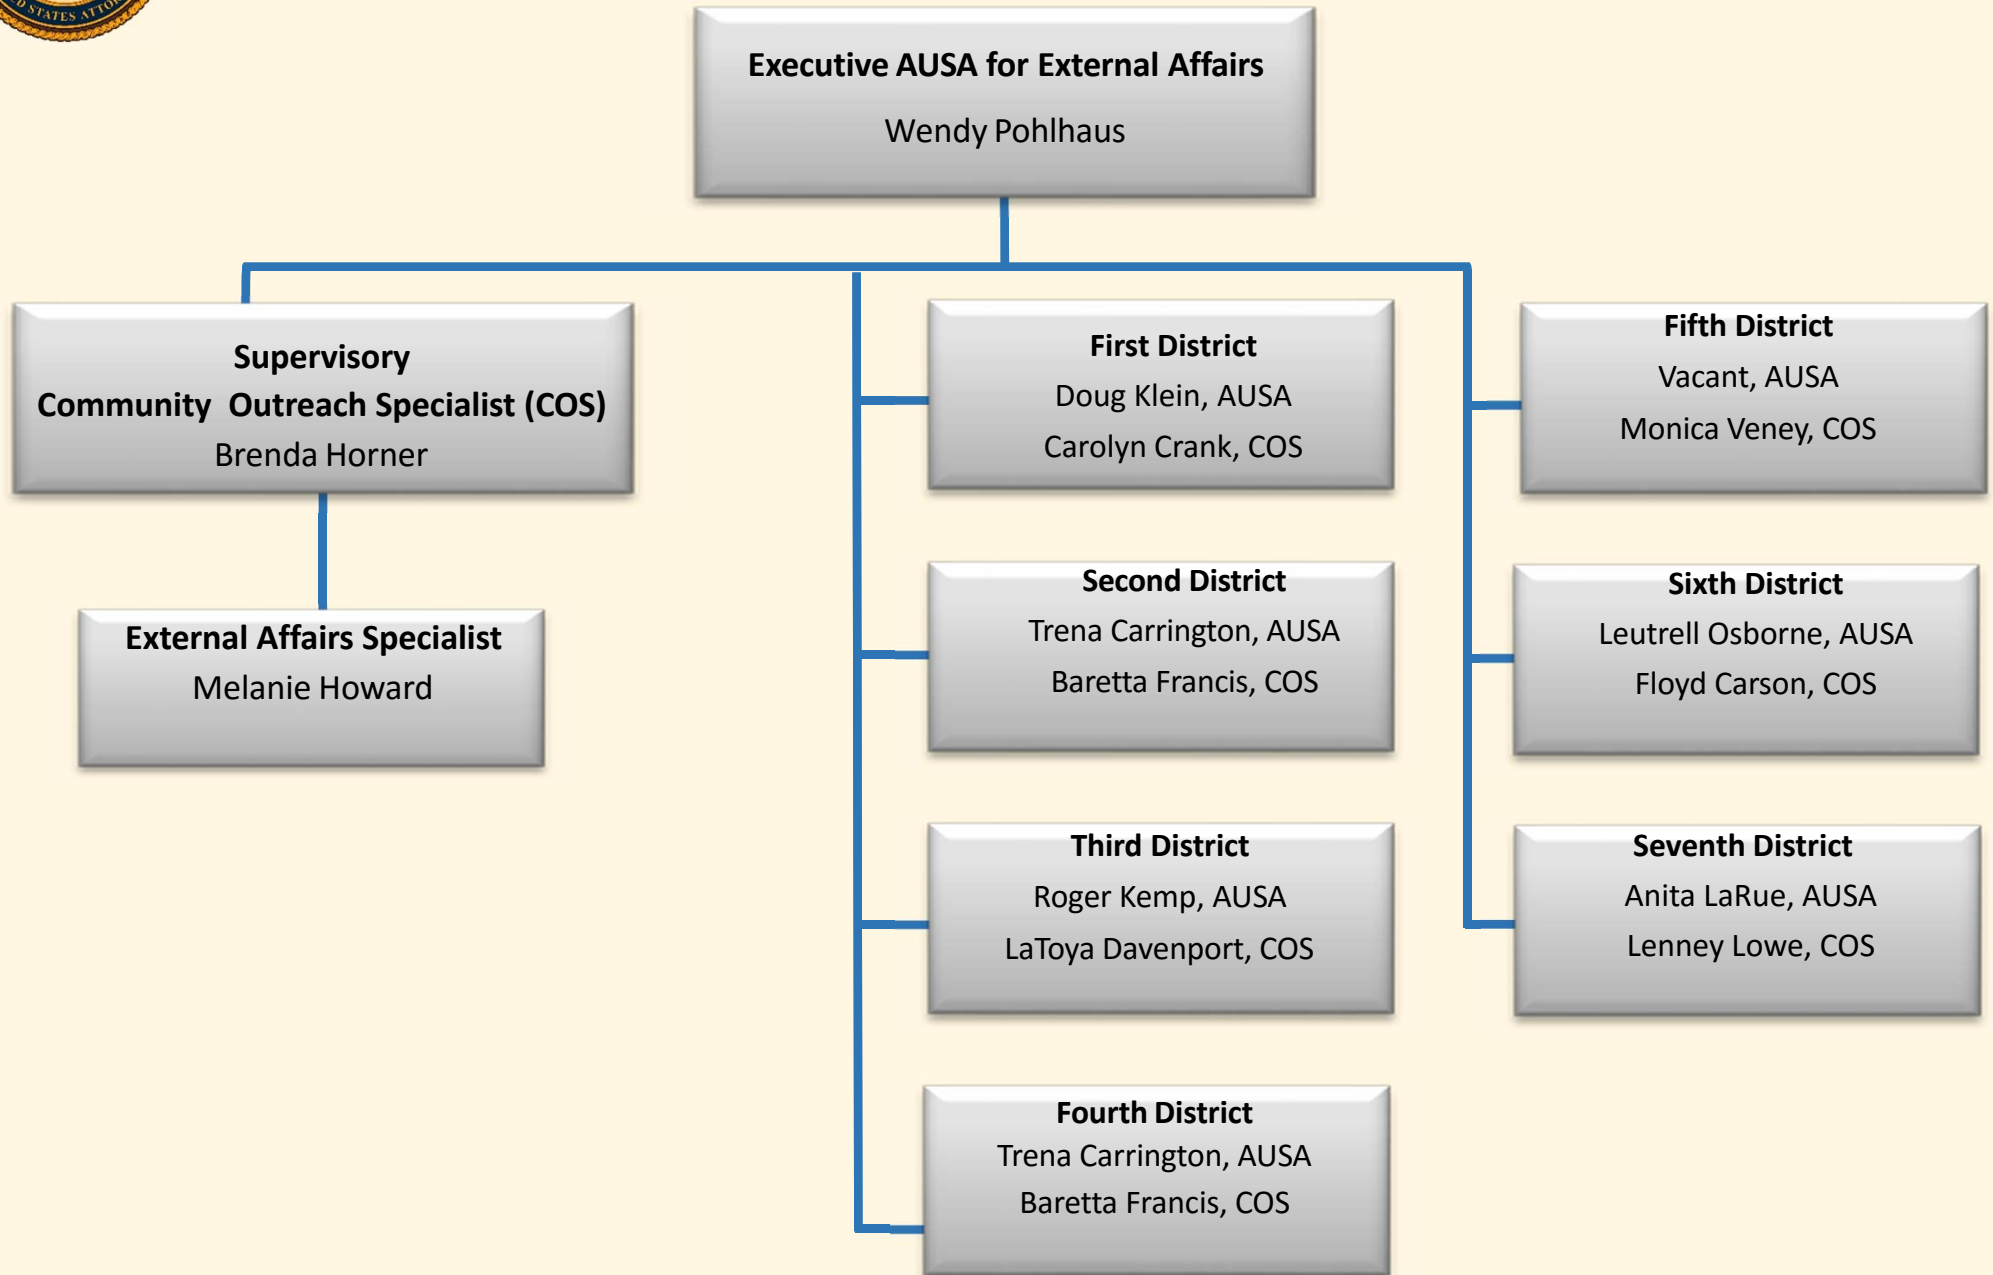 D STATES ATTOR
Executive AUSA for External Affairs
Wendy Pohlhaus
Supervisory
Community Outreach Specialist (COS)
Brenda Horner
External Affairs Specialist
Melanie Howard
First District
Doug Klein, AUSA
Carolyn Crank, COS
Second District
Trena Carrington, AUSA
Baretta Francis, COS
Third District
Roger Kemp, AUSA
LaToya Davenport, COS
Fourth District
Trena Carrington, AUSA
Baretta Francis, COS
Fifth District
Vacant, AUSA
Monica Veney, COS
Sixth District
Leutrell Osborne, AUSA
Floyd Carson, COS
Seventh District
Anita LaRue, AUSA
Lenney Lowe, COS